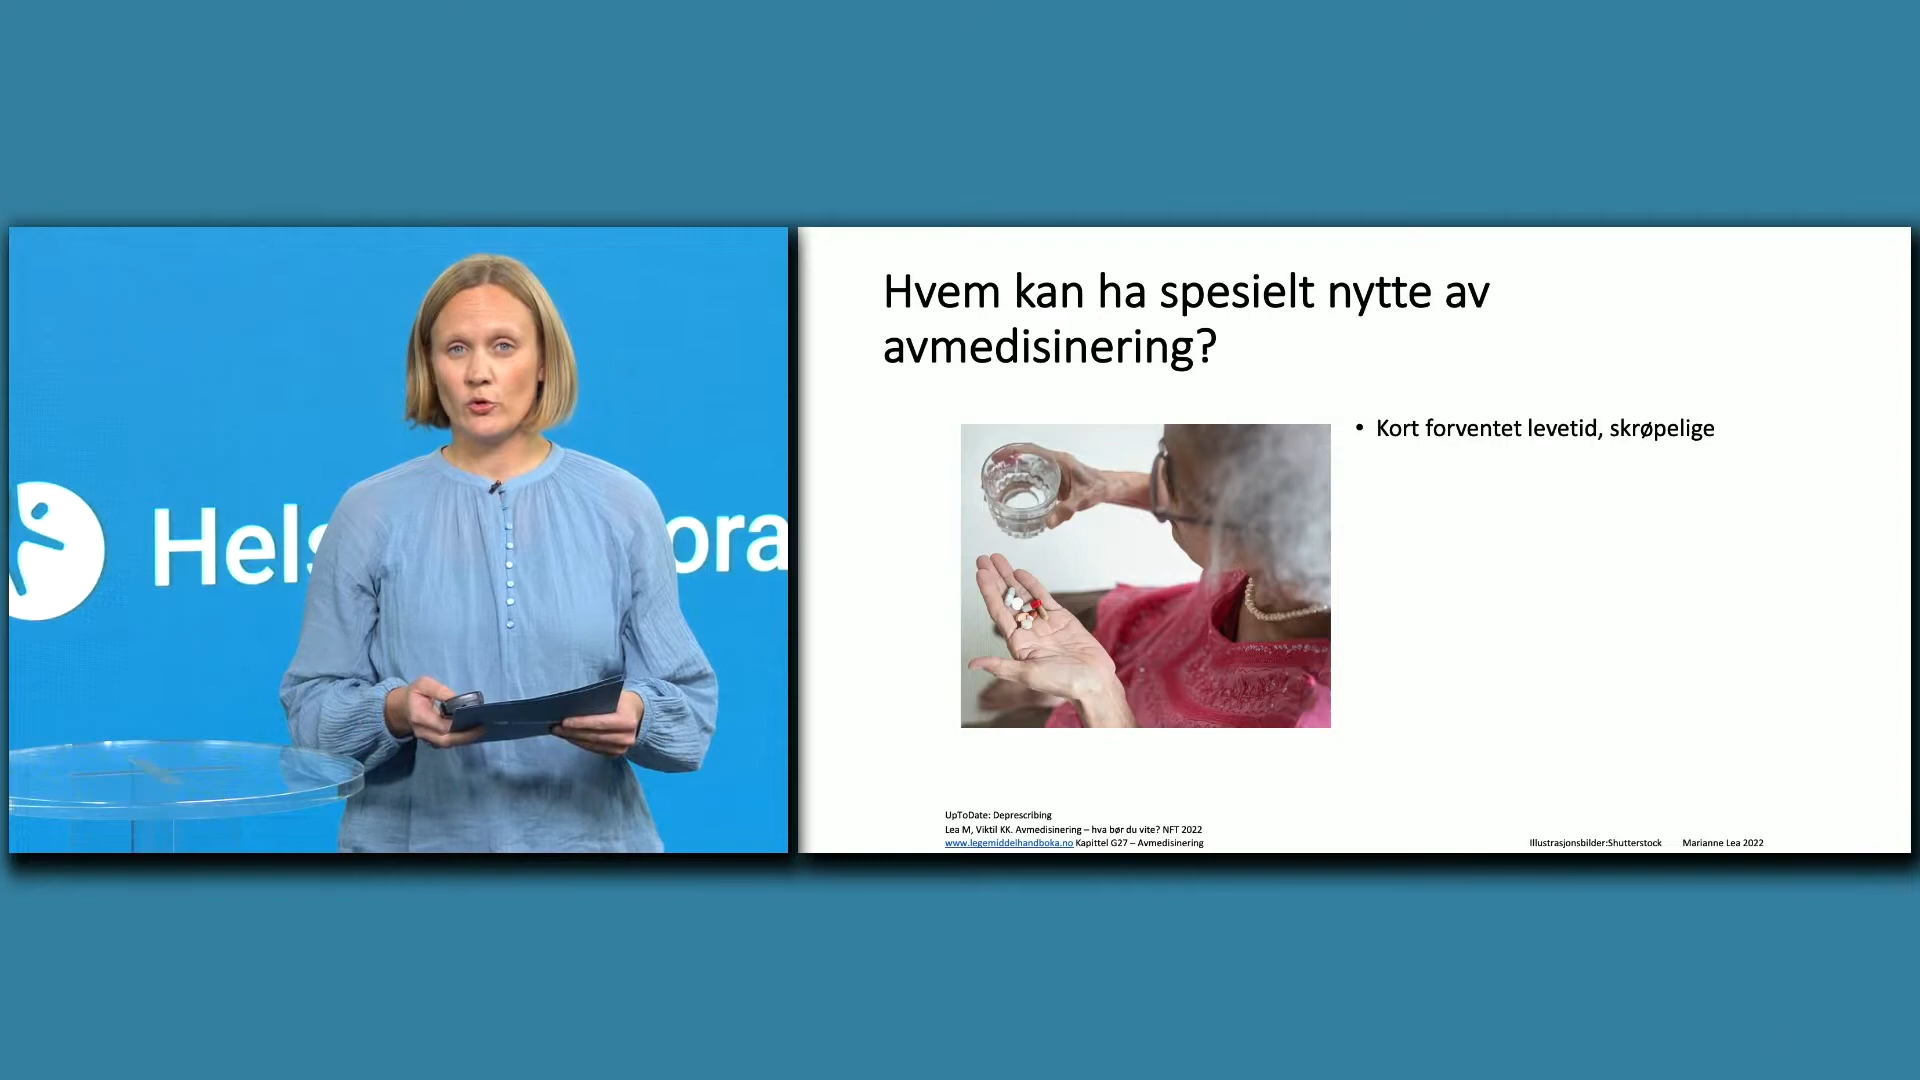 Hels
ora
Hvem kan ha spesielt nytte av
avmedisinering?
• Kort forventet levetid, skrøpelige
UpToDate: Deprescribing
Lea M, Viktil KK. Avmedisinering – hva bør du vite? NFT 2022
www.legemiddelhandboka.no Kapittel G27 – Avmedisinering
Illustrasjonsbilder:Shutterstock Marianne Lea 2022